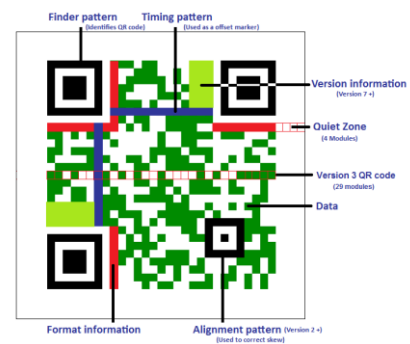 Finder pattern
(Identifies QR code)
Timing pattern
(Used as a offset marker)
Version information
(Version 7 +)
Quiet Zone
(4 Modules)
Version 3 QR code
(29 modules)
Data
Format information
Alignment pattern (Version 2 +)
(Used to correct skew)